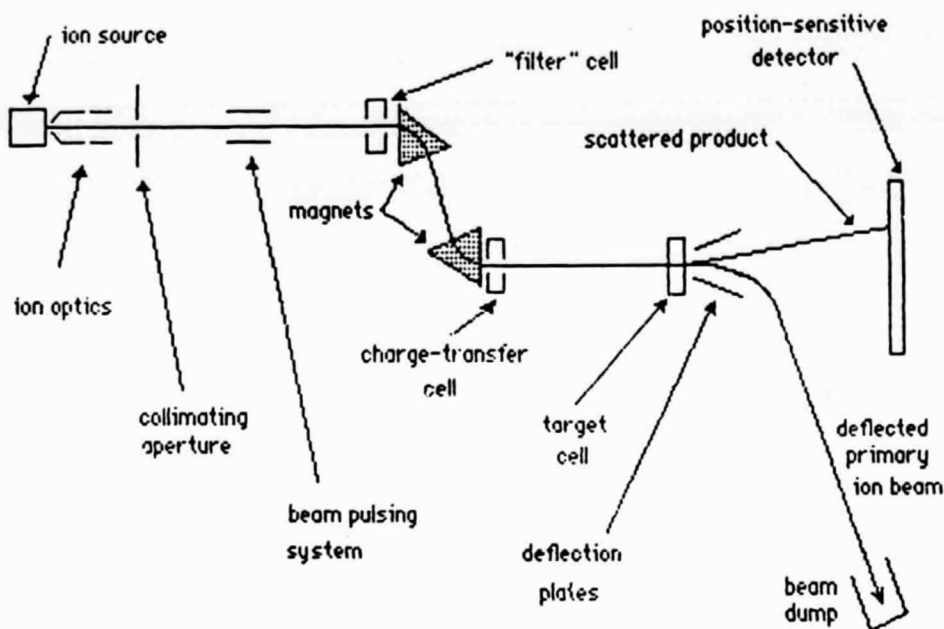 ion source
"filter" cell
position-sensitive
detector
scattered product
magnets
ion optics
charge-transfer
cell
collimating
aperture
target
cell
deflected
primary
ion beam
beam pulsing
system
deflection
plates
beam
dump